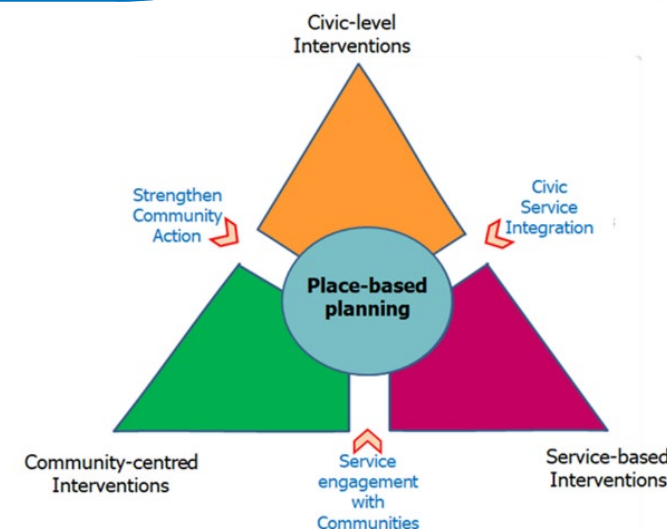 Civic-level
Interventions
Strengthen
Community
Action
Civic
Service
Integration
Place-based
planning
Community-centred
Interventions
Service
engagement
with
Communities
Service-based
Interventions